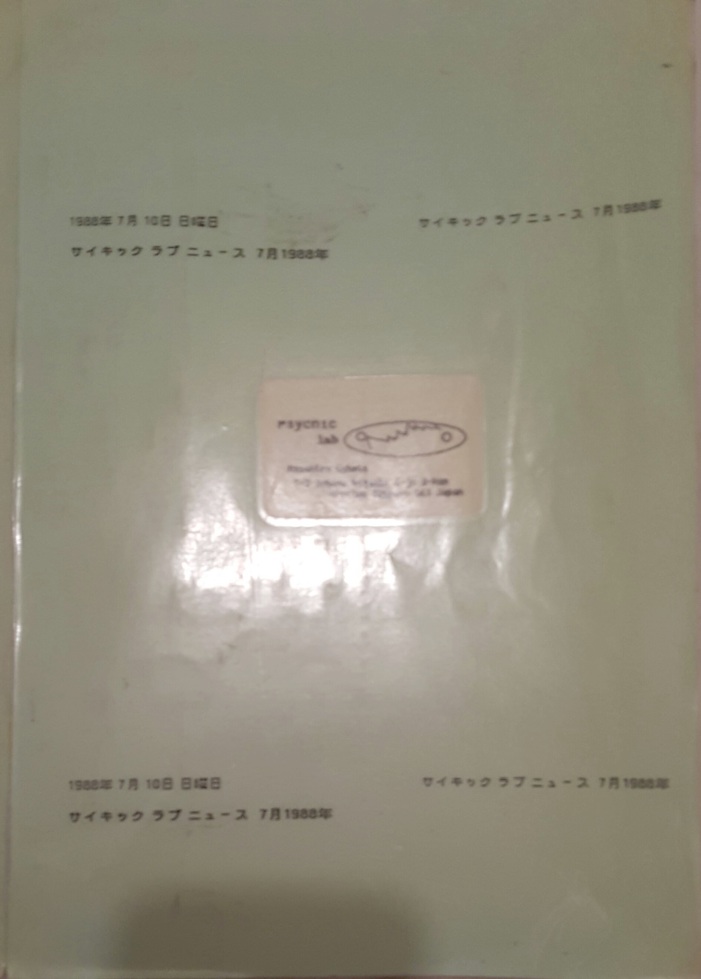 1988年 7月 10日 日曜日
サイキック ラブ ニュース 7月1988年
サイキック ラブ ニュース 7月1988年
Psychic
lab
Japan
1988年 7月 10日 日曜日
サイキック ラブ ニュース 7月1988年
サイキック ラブ ニュース 7月1988年